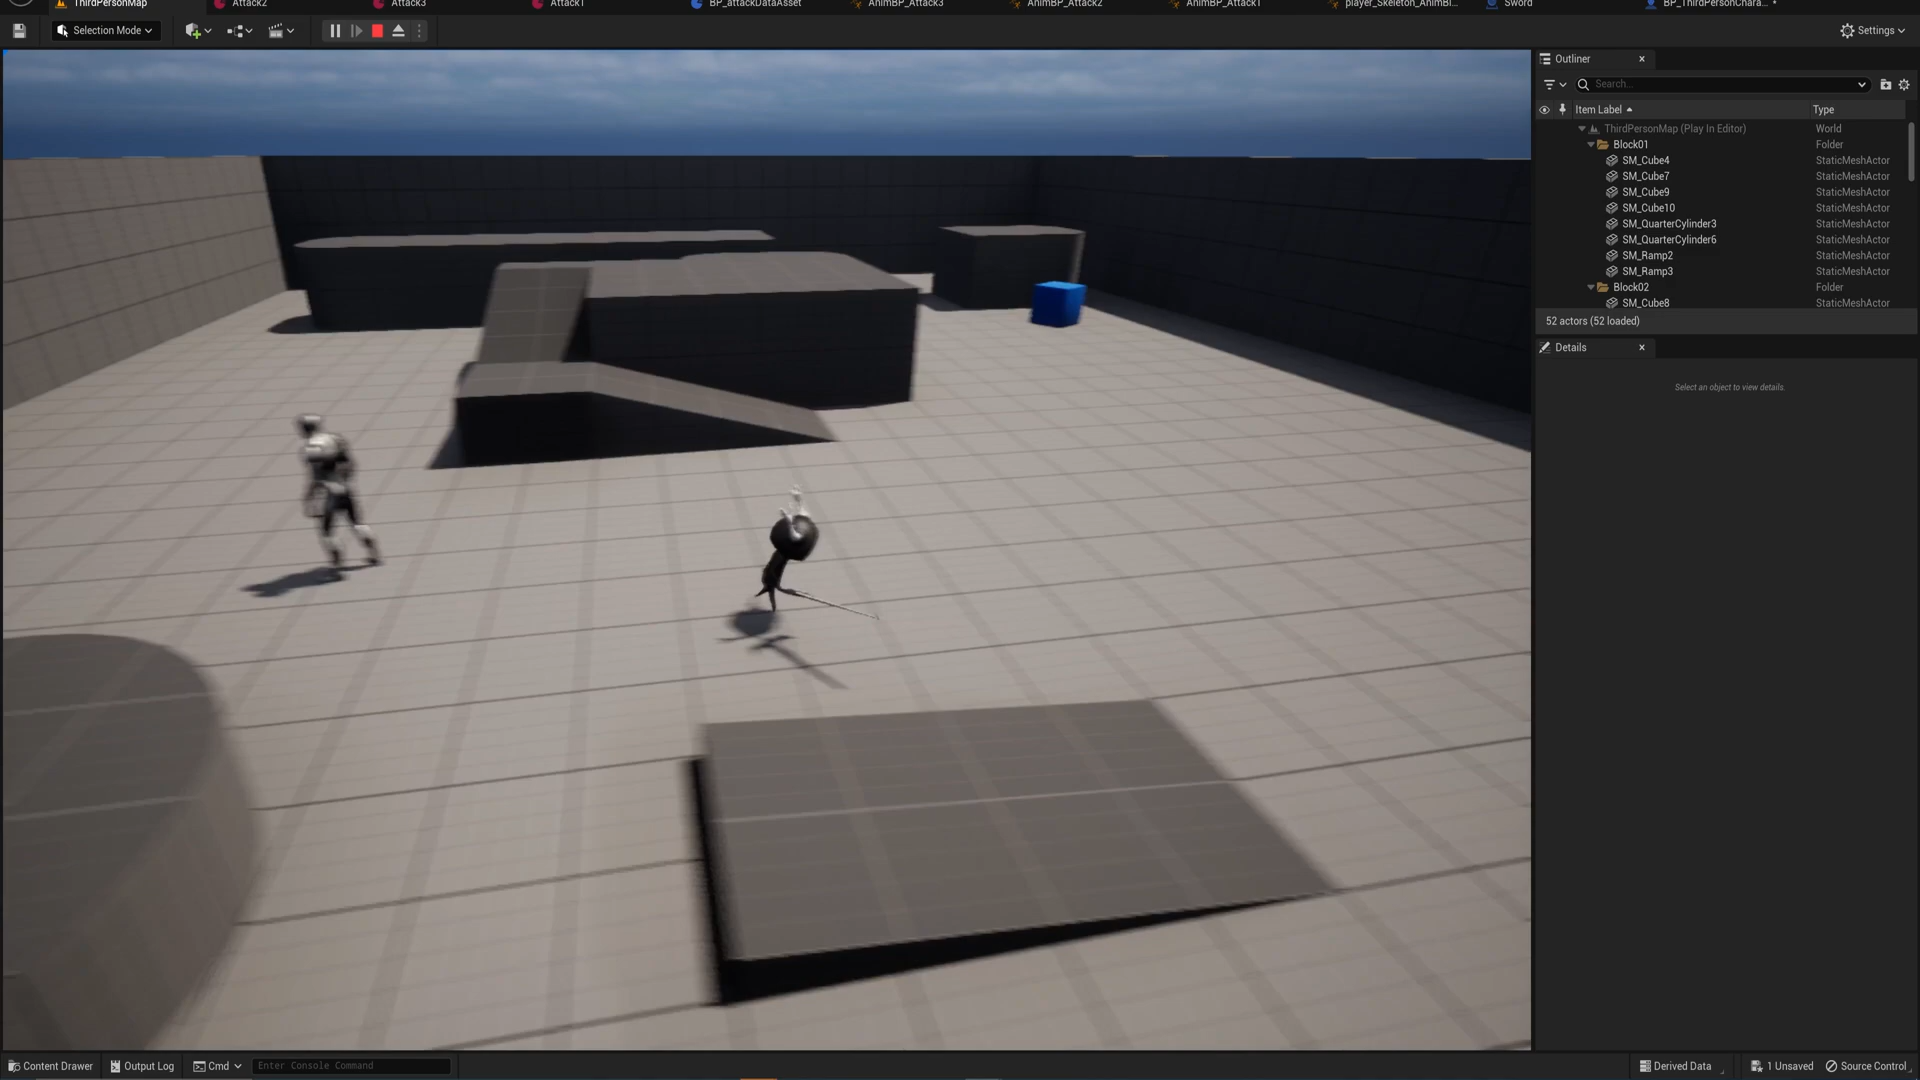 ThirdPersonMap
Attack2
Attack3
Attack1
BP_attackDataAsset
AnimBP_Attack3
AnimBP_Attack2
AnimBP_Attack1
player_Skeleton_AnimBl...
Sword
BP_ThirdPersonChara... •
Selection Mode
Settings
Outliner
Search...
Item Label
Type
ThirdPersonMap (Play In Editor)
World
Block01
Folder
SM_Cube4
StaticMeshActor
SM_Cube7
StaticMeshActor
SM_Cube9
StaticMeshActor
SM_Cube10
StaticMeshActor
SM_QuarterCylinder3
StaticMeshActor
SM_QuarterCylinder6
StaticMeshActor
SM_Ramp2
StaticMeshActor
SM_Ramp3
StaticMeshActor
Block02
Folder
SM_Cube8
StaticMeshActor
52 actors (52 loaded)
Details
Select an object to view details.
Content Drawer
Output Log
Cmd
Enter Console Command
Derived Data
1 Unsaved
Source Control